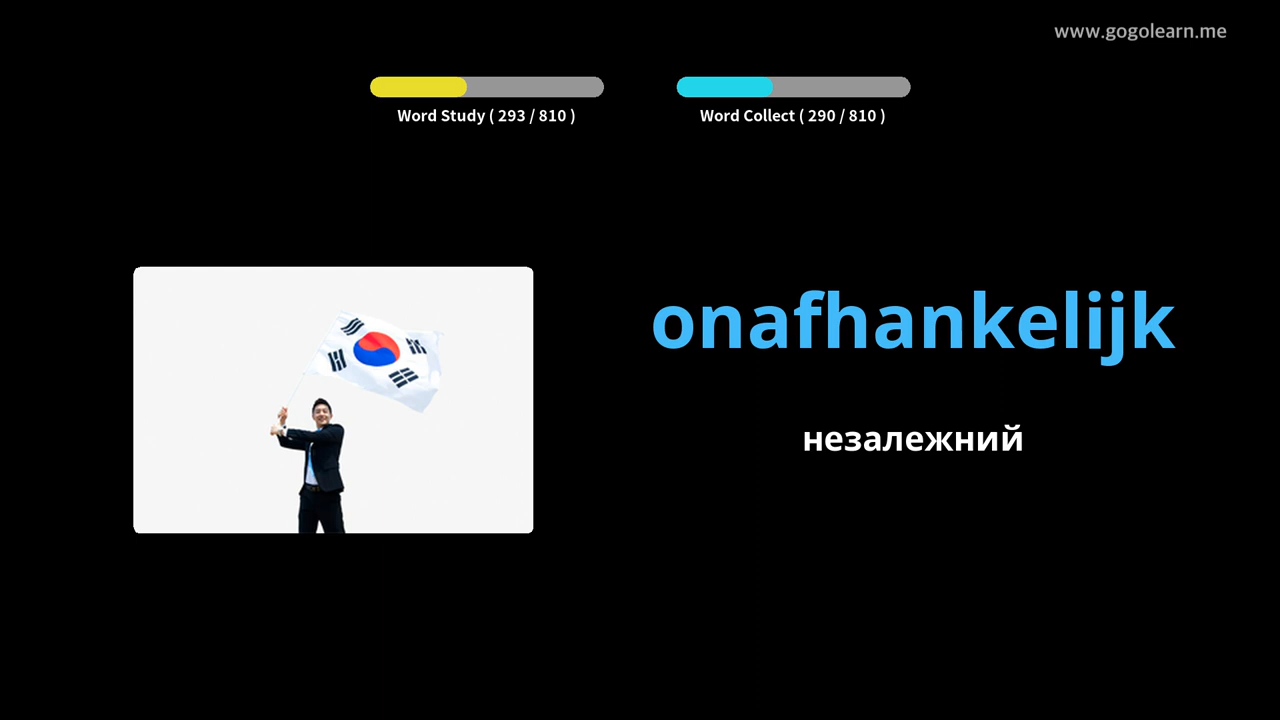 www.gogolearn.me
Word Study ( 293 / 810 )
Word Collect ( 290 / 810 )
onafhankelijk
незалежний